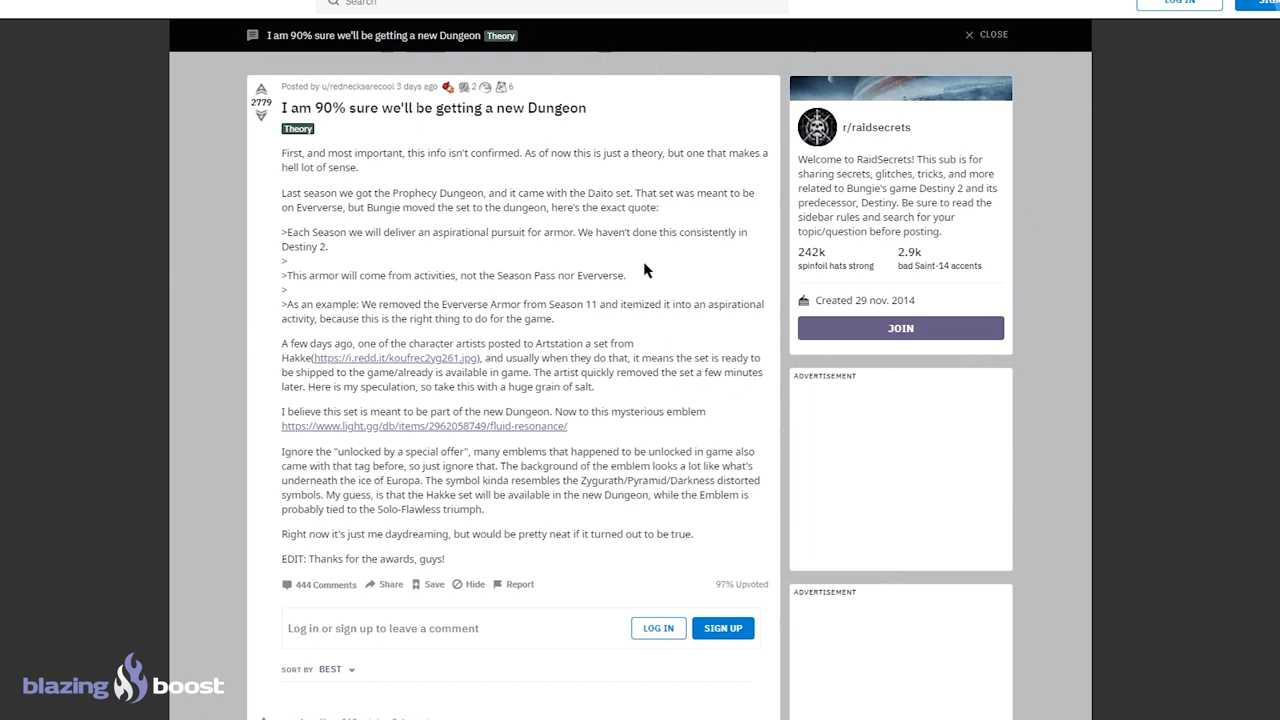 Search
LOG IN
SIGN
I am 90% sure we'll be getting a new Dungeon Theory
CLOSE
Posted by u/rednecksarecool 3 days ago 2 6
2779
I am 90% sure we'll be getting a new Dungeon
Theory
First, and most important, this info isn't confirmed. As of now this is just a theory, but one that makes a
hell lot of sense.
Last season we got the Prophecy Dungeon, and it came with the Daito set. That set was meant to be
on Eververse, but Bungie moved the set to the dungeon, here's the exact quote:
>Each Season we will deliver an aspirational pursuit for armor. We haven't done this consistently in
Destiny 2.
>
>This armor will come from activities, not the Season Pass nor Eververse.
>
>As an example: We removed the Eververse Armor from Season 11 and itemized it into an aspirational
activity, because this is the right thing to do for the game.
A few days ago, one of the character artists posted to Artstation a set from
Hakke(https://i.redd.it/koufrec2yg261.jpg), and usually when they do that, it means the set is ready to
be shipped to the game/already is available in game. The artist quickly removed the set a few minutes
later. Here is my speculation, so take this with a huge grain of salt.
I believe this set is meant to be part of the new Dungeon. Now to this mysterious emblem
https://www.light.gg/db/items/2962058749/fluid-resonance/
Ignore the "unlocked by a special offer", many emblems that happened to be unlocked in game also
came with that tag before, so just ignore that. The background of the emblem looks a lot like what's
underneath the ice of Europa. The symbol kinda resembles the Zygurath/Pyramid/Darkness distorted
symbols. My guess, is that the Hakke set will be available in the new Dungeon, while the Emblem is
probably tied to the Solo-Flawless triumph.
Right now it's just me daydreaming, but would be pretty neat if it turned out to be true.
EDIT: Thanks for the awards, guys!
444 Comments Share Save Hide Report
97% Upvoted
Log in or sign up to leave a comment
LOG IN
SIGN UP
SORT BY BEST
r/raidsecrets
Welcome to RaidSecrets! This sub is for
sharing secrets, glitches, tricks, and more
related to Bungie's game Destiny 2 and its
predecessor, Destiny. Be sure to read the
sidebar rules and search for your
topic/question before posting.
242k 2.9k
spinfoil hats strong bad Saint-14 accents
Created 29 nov. 2014
JOIN
ADVERTISEMENT
ADVERTISEMENT
blazing boost